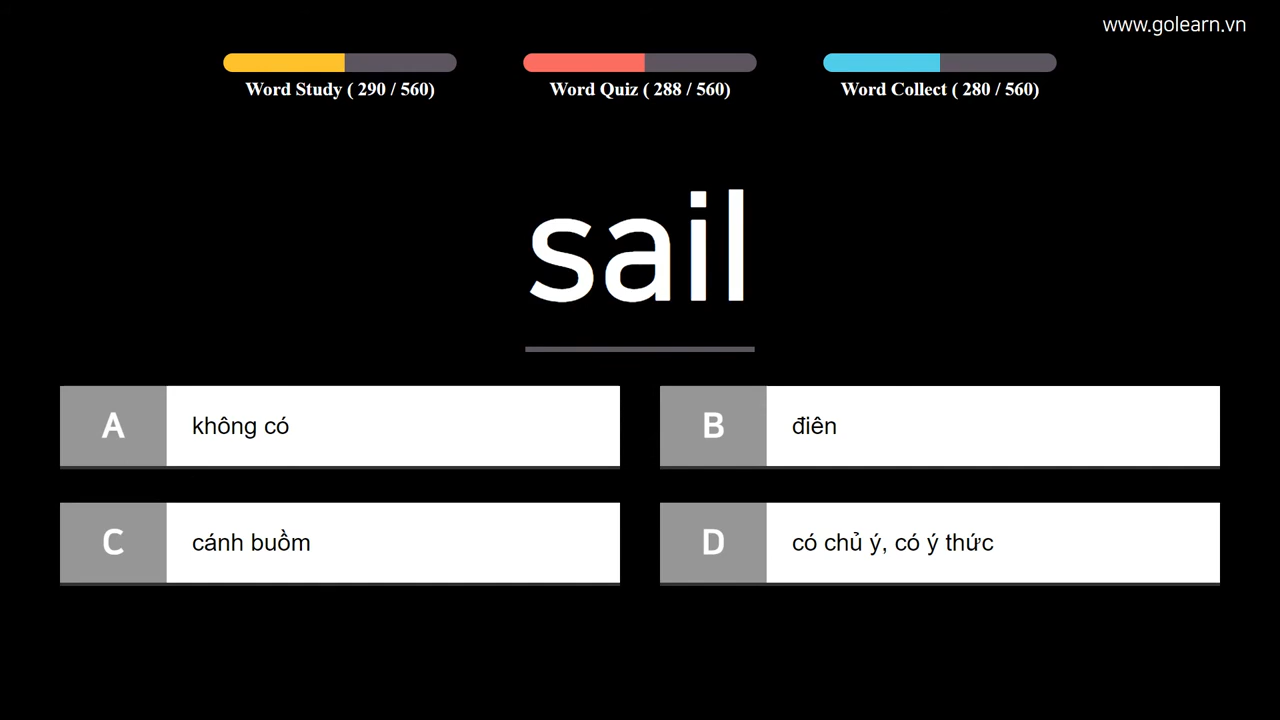 www.golearn.vn
Word Study ( 290 / 560)
Word Quiz ( 288 / 560)
Word Collect ( 280 / 560)
sail
A không có
B điên
C cánh buồm
D có chủ ý, có ý thức